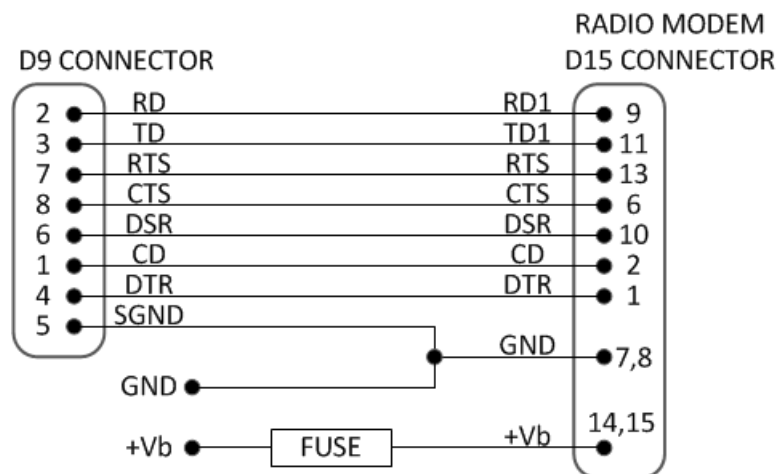 RADIO MODEM
D9 CONNECTOR D15 CONNECTOR
2 RD RD1 9
3 TD TD1 11
7 RTS RTS 13
8 CTS CTS 6
6 DSR DSR 10
1 CD CD 2
4 DTR DTR 1
5 SGND
GND 7,8
GND
14,15
+Vb FUSE +Vb